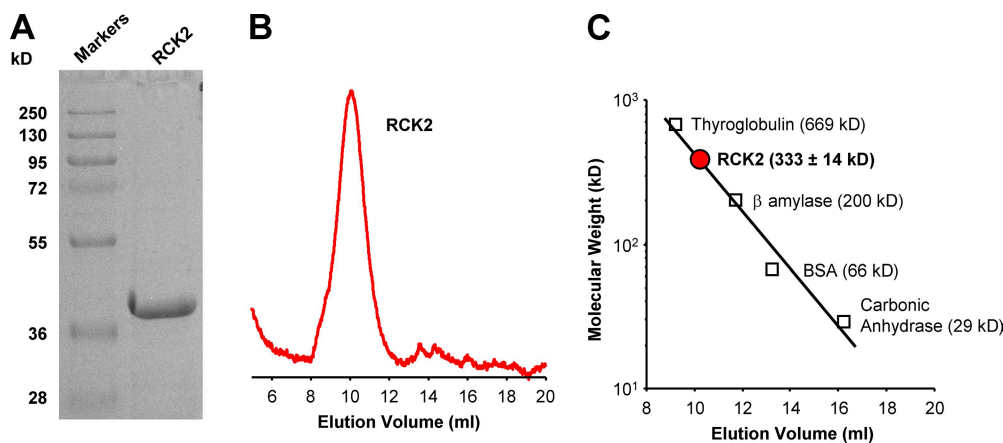 A
kD
Markers
RCK2
250
130
95
72
55
36
28
B
RCK2
6 8 10 12 14 16 18 20
Elution Volume (ml)
C
Molecular Weight (kD)
10³
10²
10¹
Thyroglobulin (669 kD)
RCK2 (333 ± 14 kD)
β amylase (200 kD)
BSA (66 kD)
Carbonic
Anhydrase (29 kD)
8 10 12 14 16 18 20
Elution Volume (ml)